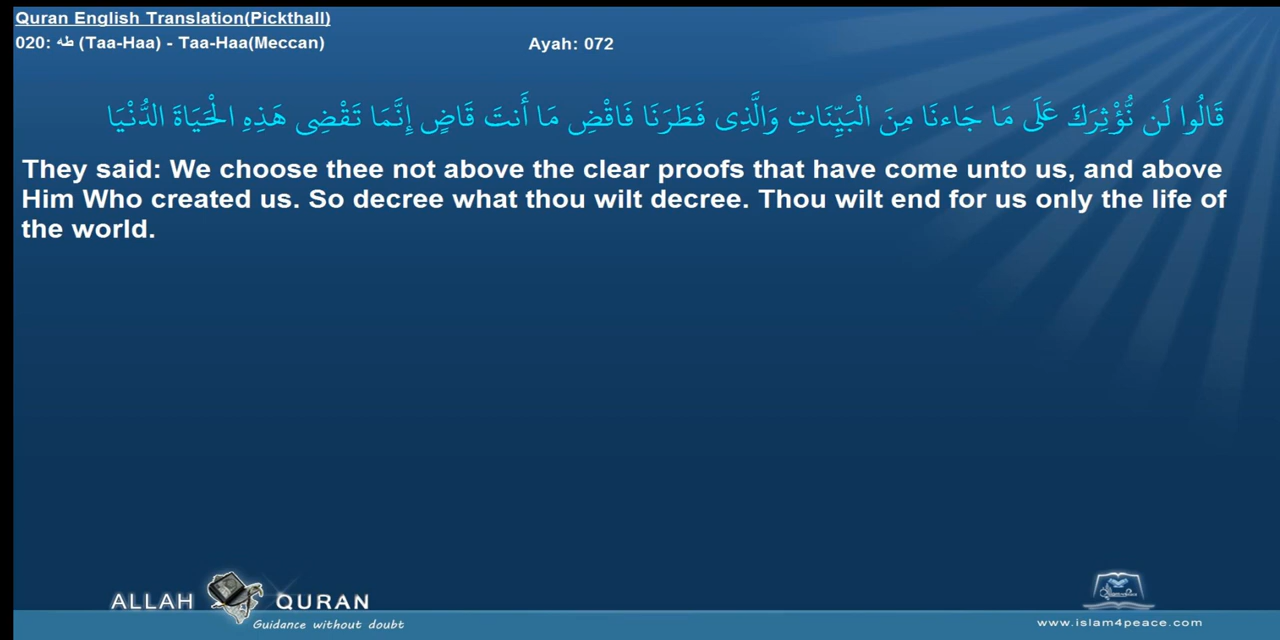 Quran English Translation(Pickthall)
020: طه (Taa-Haa) - Taa-Haa(Meccan) Ayah: 072
قَالُوا لَن نُّؤْثِرَكَ عَلَى مَا جَاءنَا مِنَ الْبَيِّنَاتِ وَالَّذِي فَطَرَنَا فَاقْضِ مَا أَنتَ قَاضٍ إِنَّمَا تَقْضِي هَذِهِ الْحَيَاةَ الدُّنْيَا
They said: We choose thee not above the clear proofs that have come unto us, and above
Him Who created us. So decree what thou wilt decree. Thou wilt end for us only the life of
the world.
ALLAH QURAN
Guidance without doubt
www.islam4peace.com